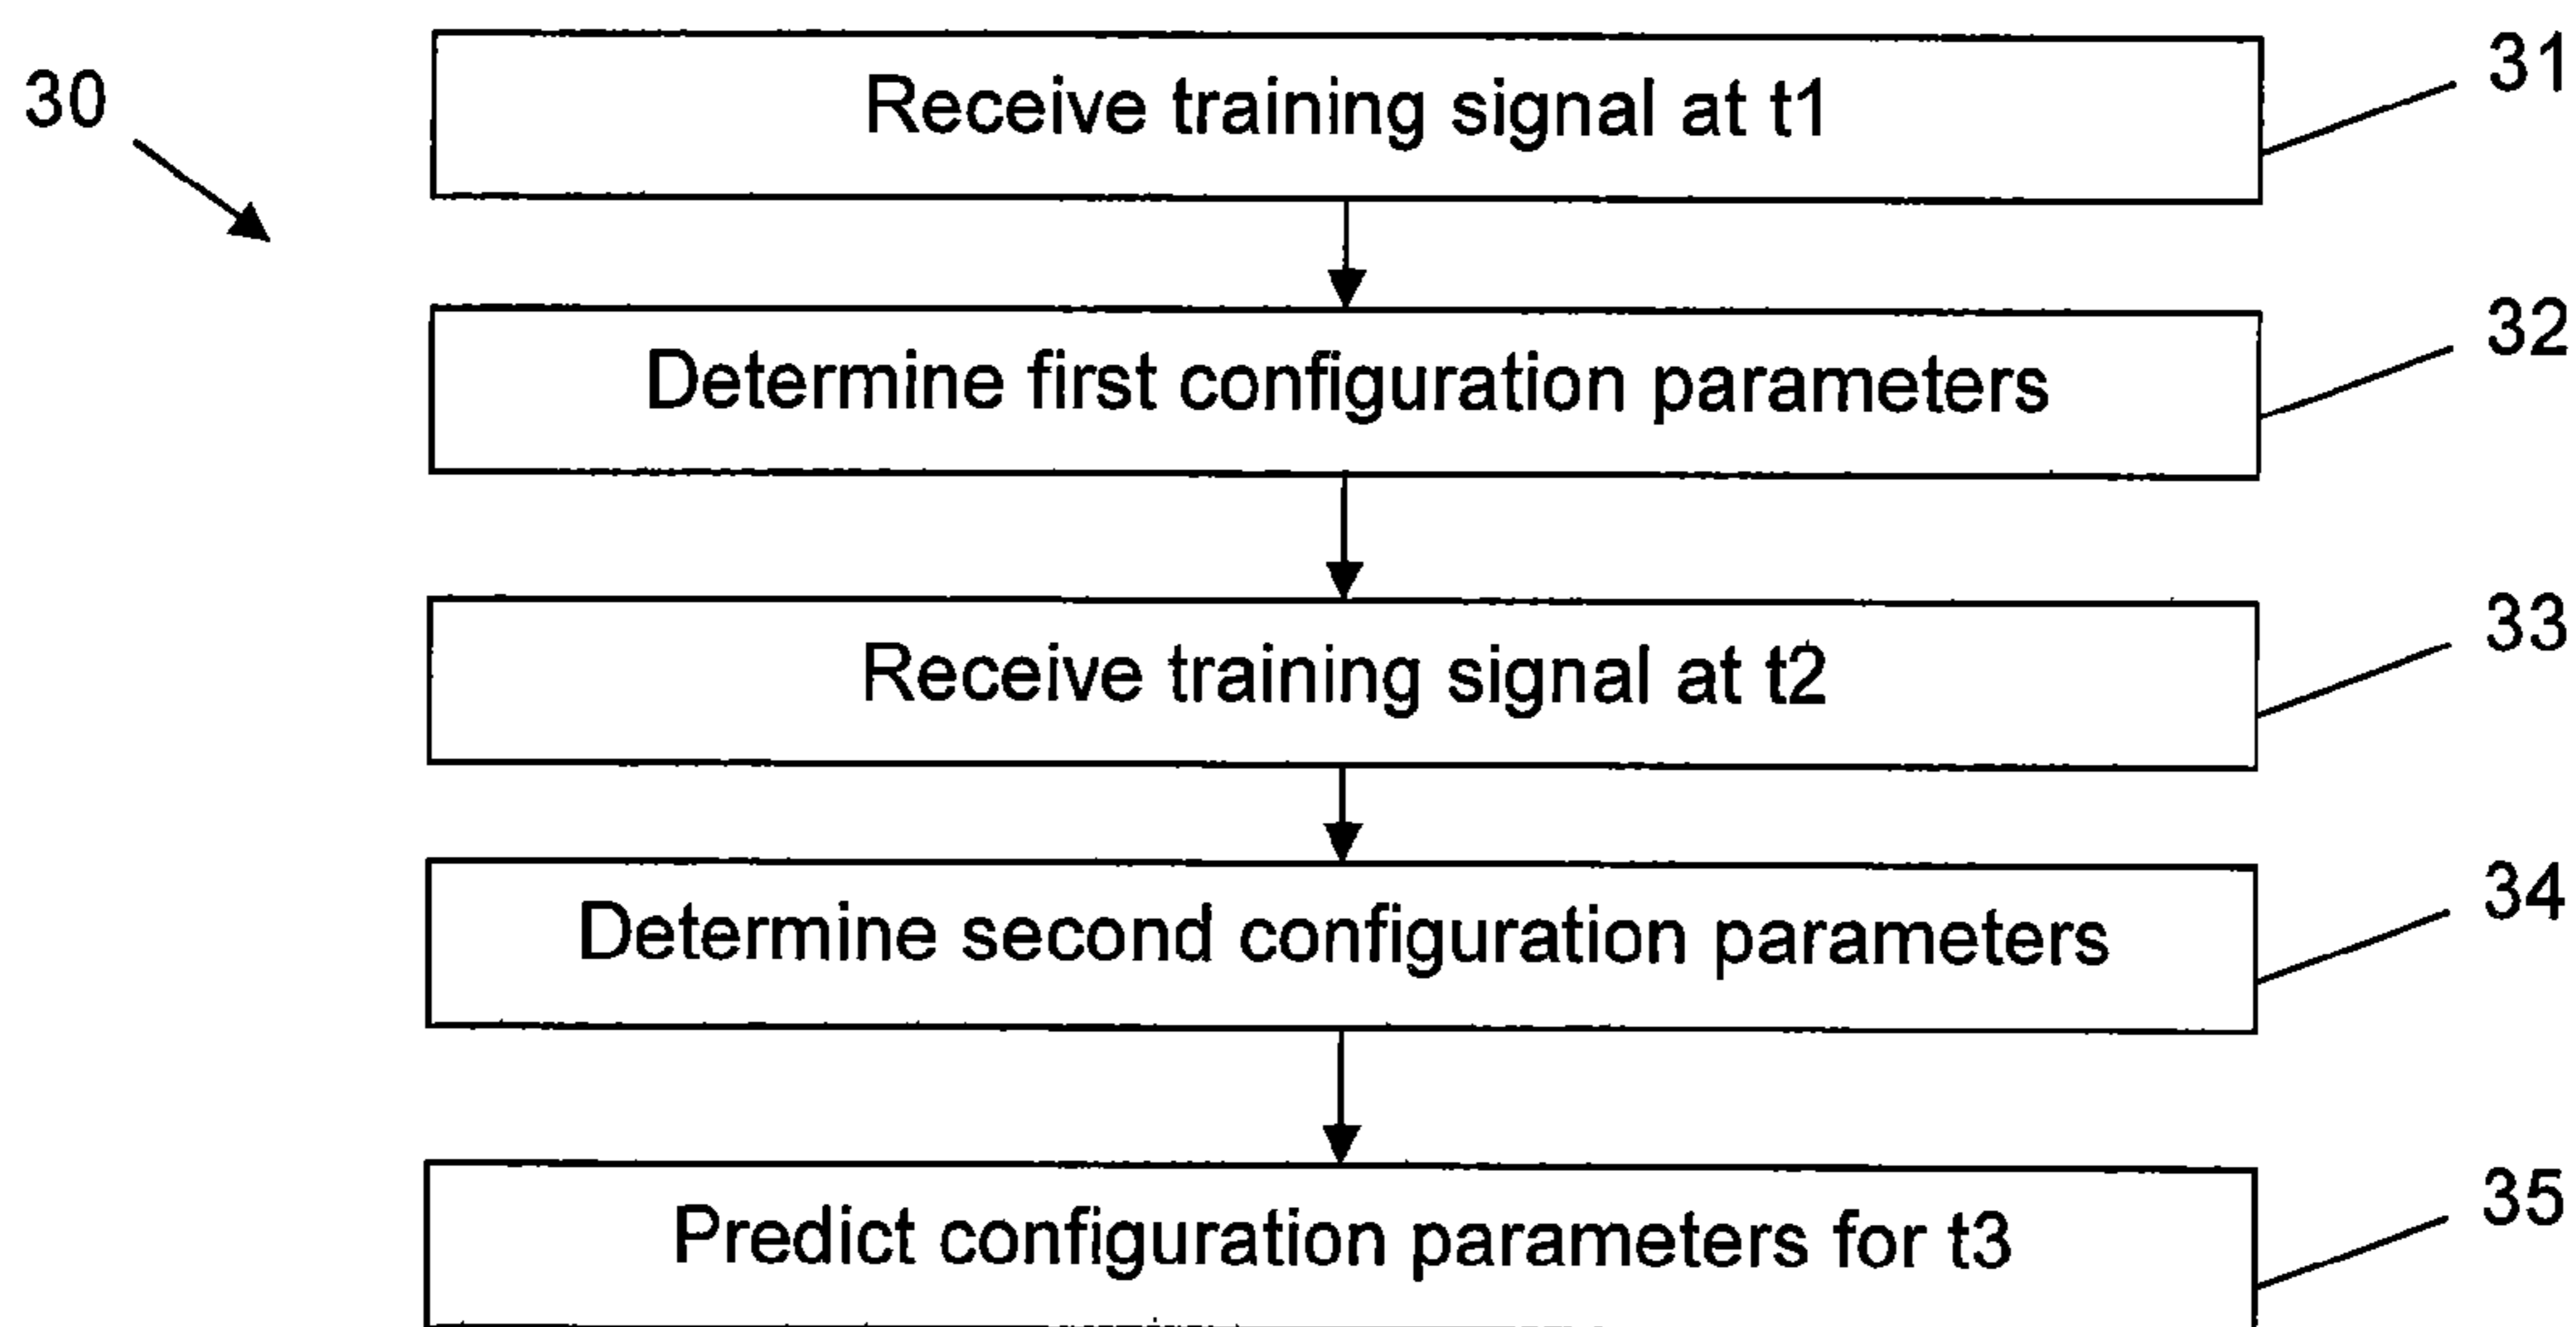 30
Receive training signal at t1
31
Determine first configuration parameters
32
Receive training signal at t2
33
Determine second configuration parameters
34
Predict configuration parameters for t3
35